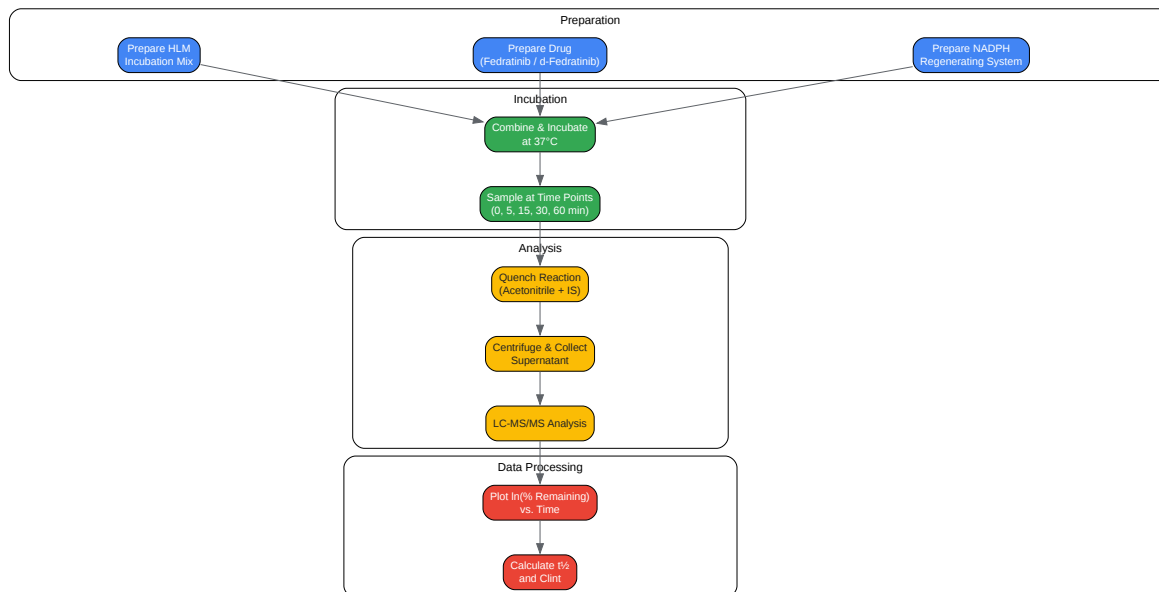 Preparation
Prepare HLM
Incubation Mix
Prepare Drug
(Fedratinib / d-Fedratinib)
Prepare NADPH
Regenerating System
Incubation
Combine & Incubate
at 37°C
Sample at Time Points
(0, 5, 15, 30, 60 min)
Analysis
Quench Reaction
(Acetonitrile + IS)
Centrifuge & Collect
Supernatant
LC-MS/MS Analysis
Data Processing
Plot ln(% Remaining)
vs. Time
Calculate t½
and Clint